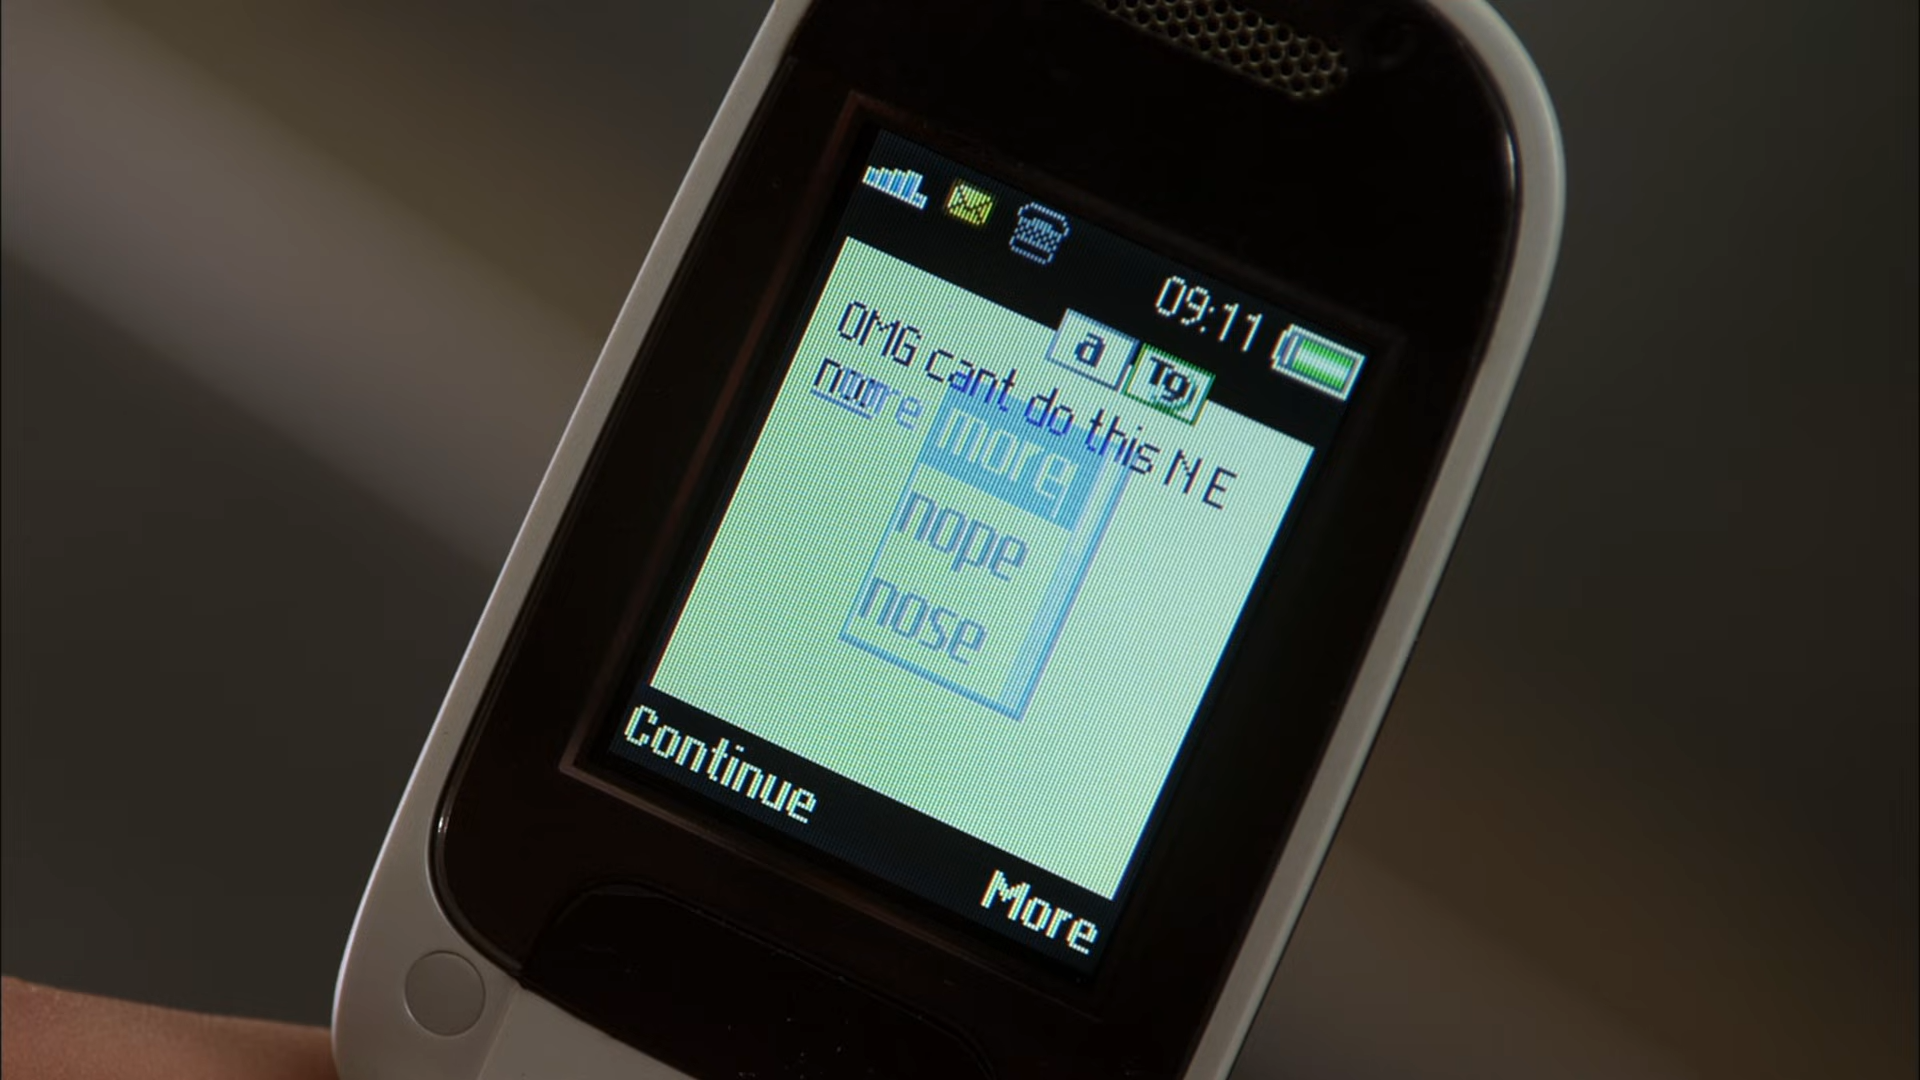 09:11
a T9
OMG cant do this N E
more
more
nope
nose
Continue
More